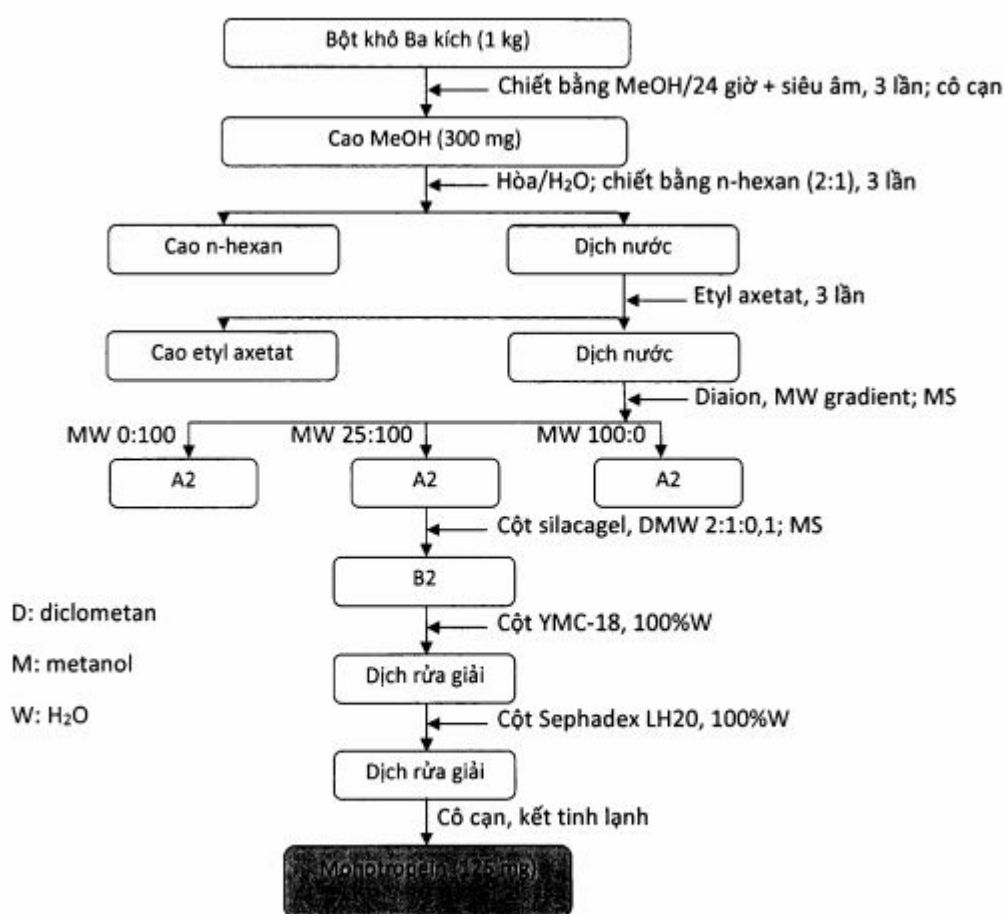 Bột khô Ba kích (1 kg)
Chiết bằng MeOH/24 giờ + siêu âm, 3 lần; cô cạn
Cao MeOH (300 mg)
Hòa/H₂O; chiết bằng n-hexan (2:1), 3 lần
Cao n-hexan
Dịch nước
Etyl axetat, 3 lần
Cao etyl axetat
Dịch nước
Diaion, MW gradient; MS
MW 0:100
MW 25:100
MW 100:0
A2
A2
A2
Cột silacagel, DMW 2:1:0,1; MS
B2
D: diclometan
Cột YMC-18, 100%W
M: metanol
Dịch rửa giải
W: H₂O
Cột Sephadex LH20, 100%W
Dịch rửa giải
Cô cạn, kết tinh lạnh
Monotropein (125 mg)